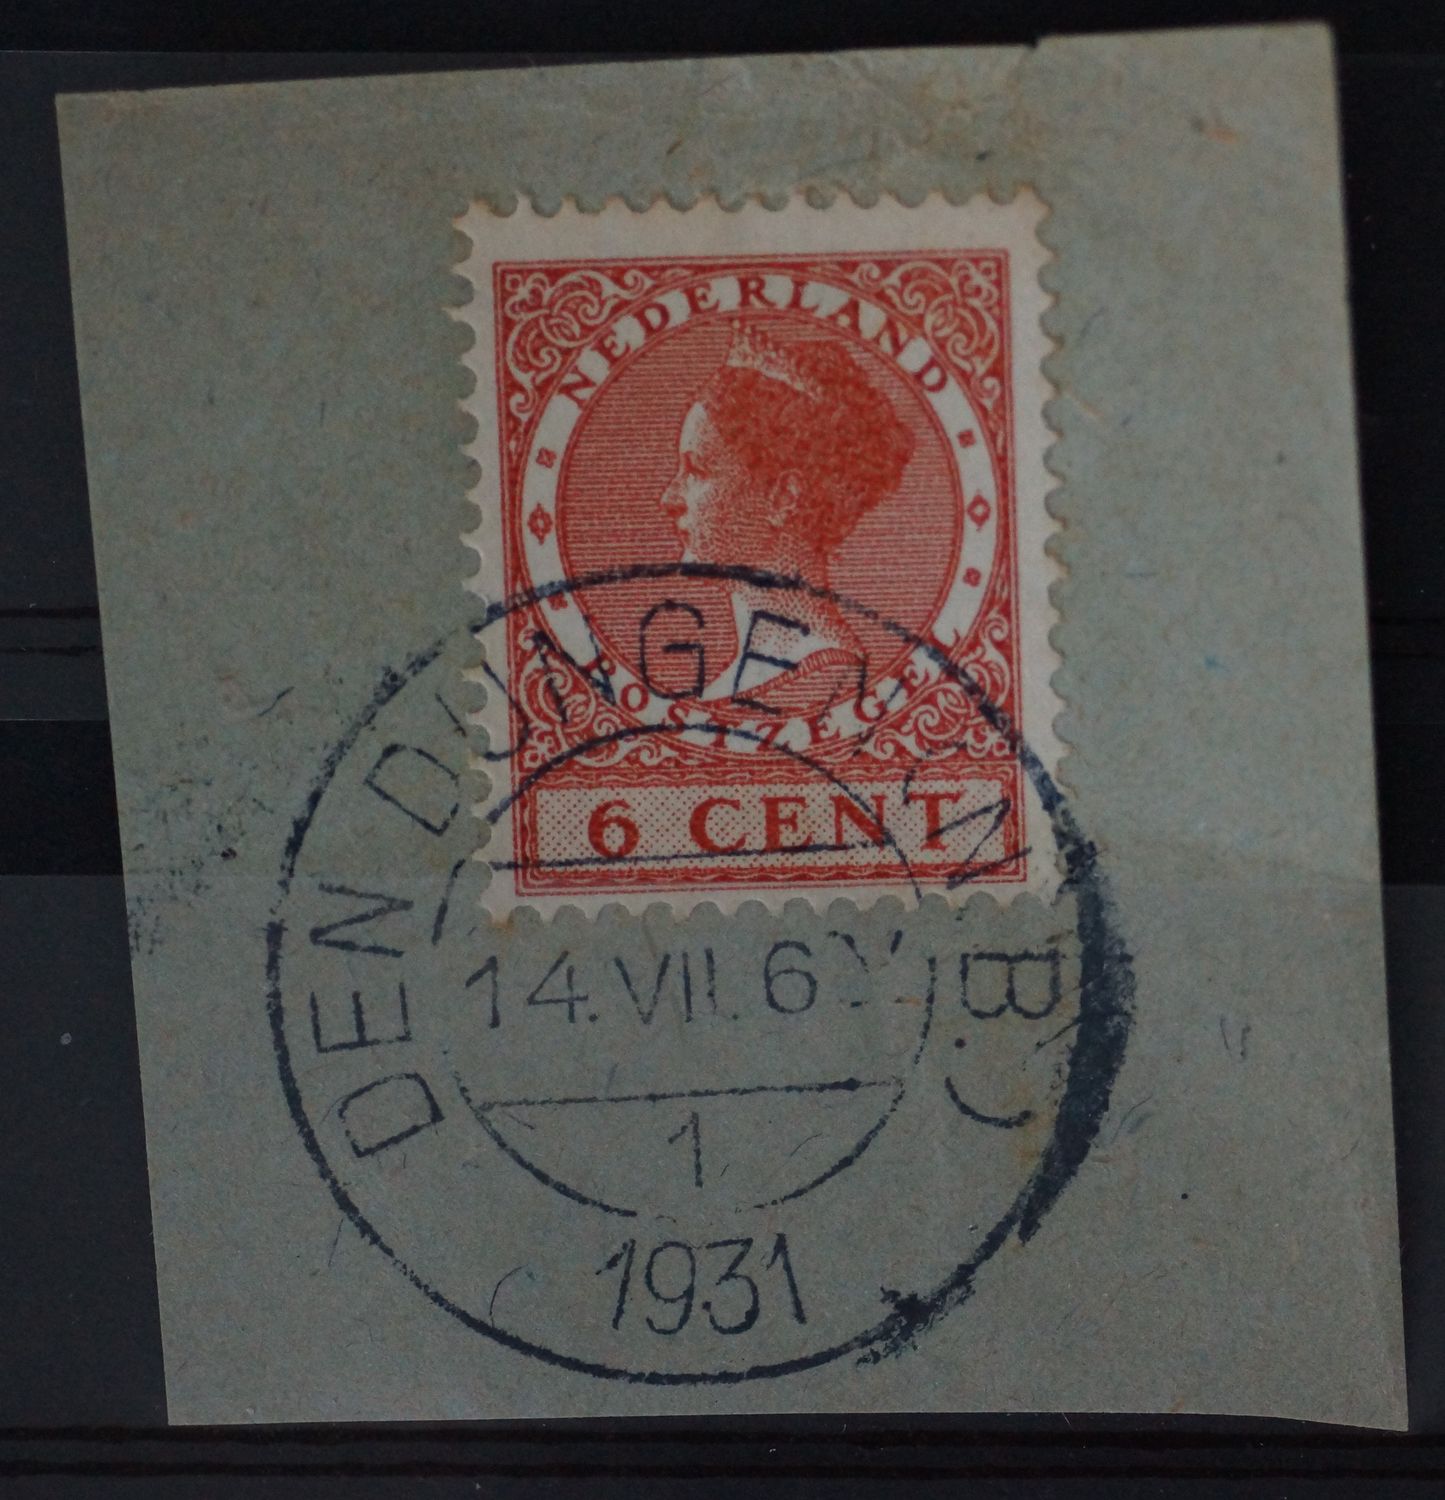 NEDERLAND
POSTZEGEL
6 CENT
DEN DUNGEN (N.B.)
14.VII.6
1
1931